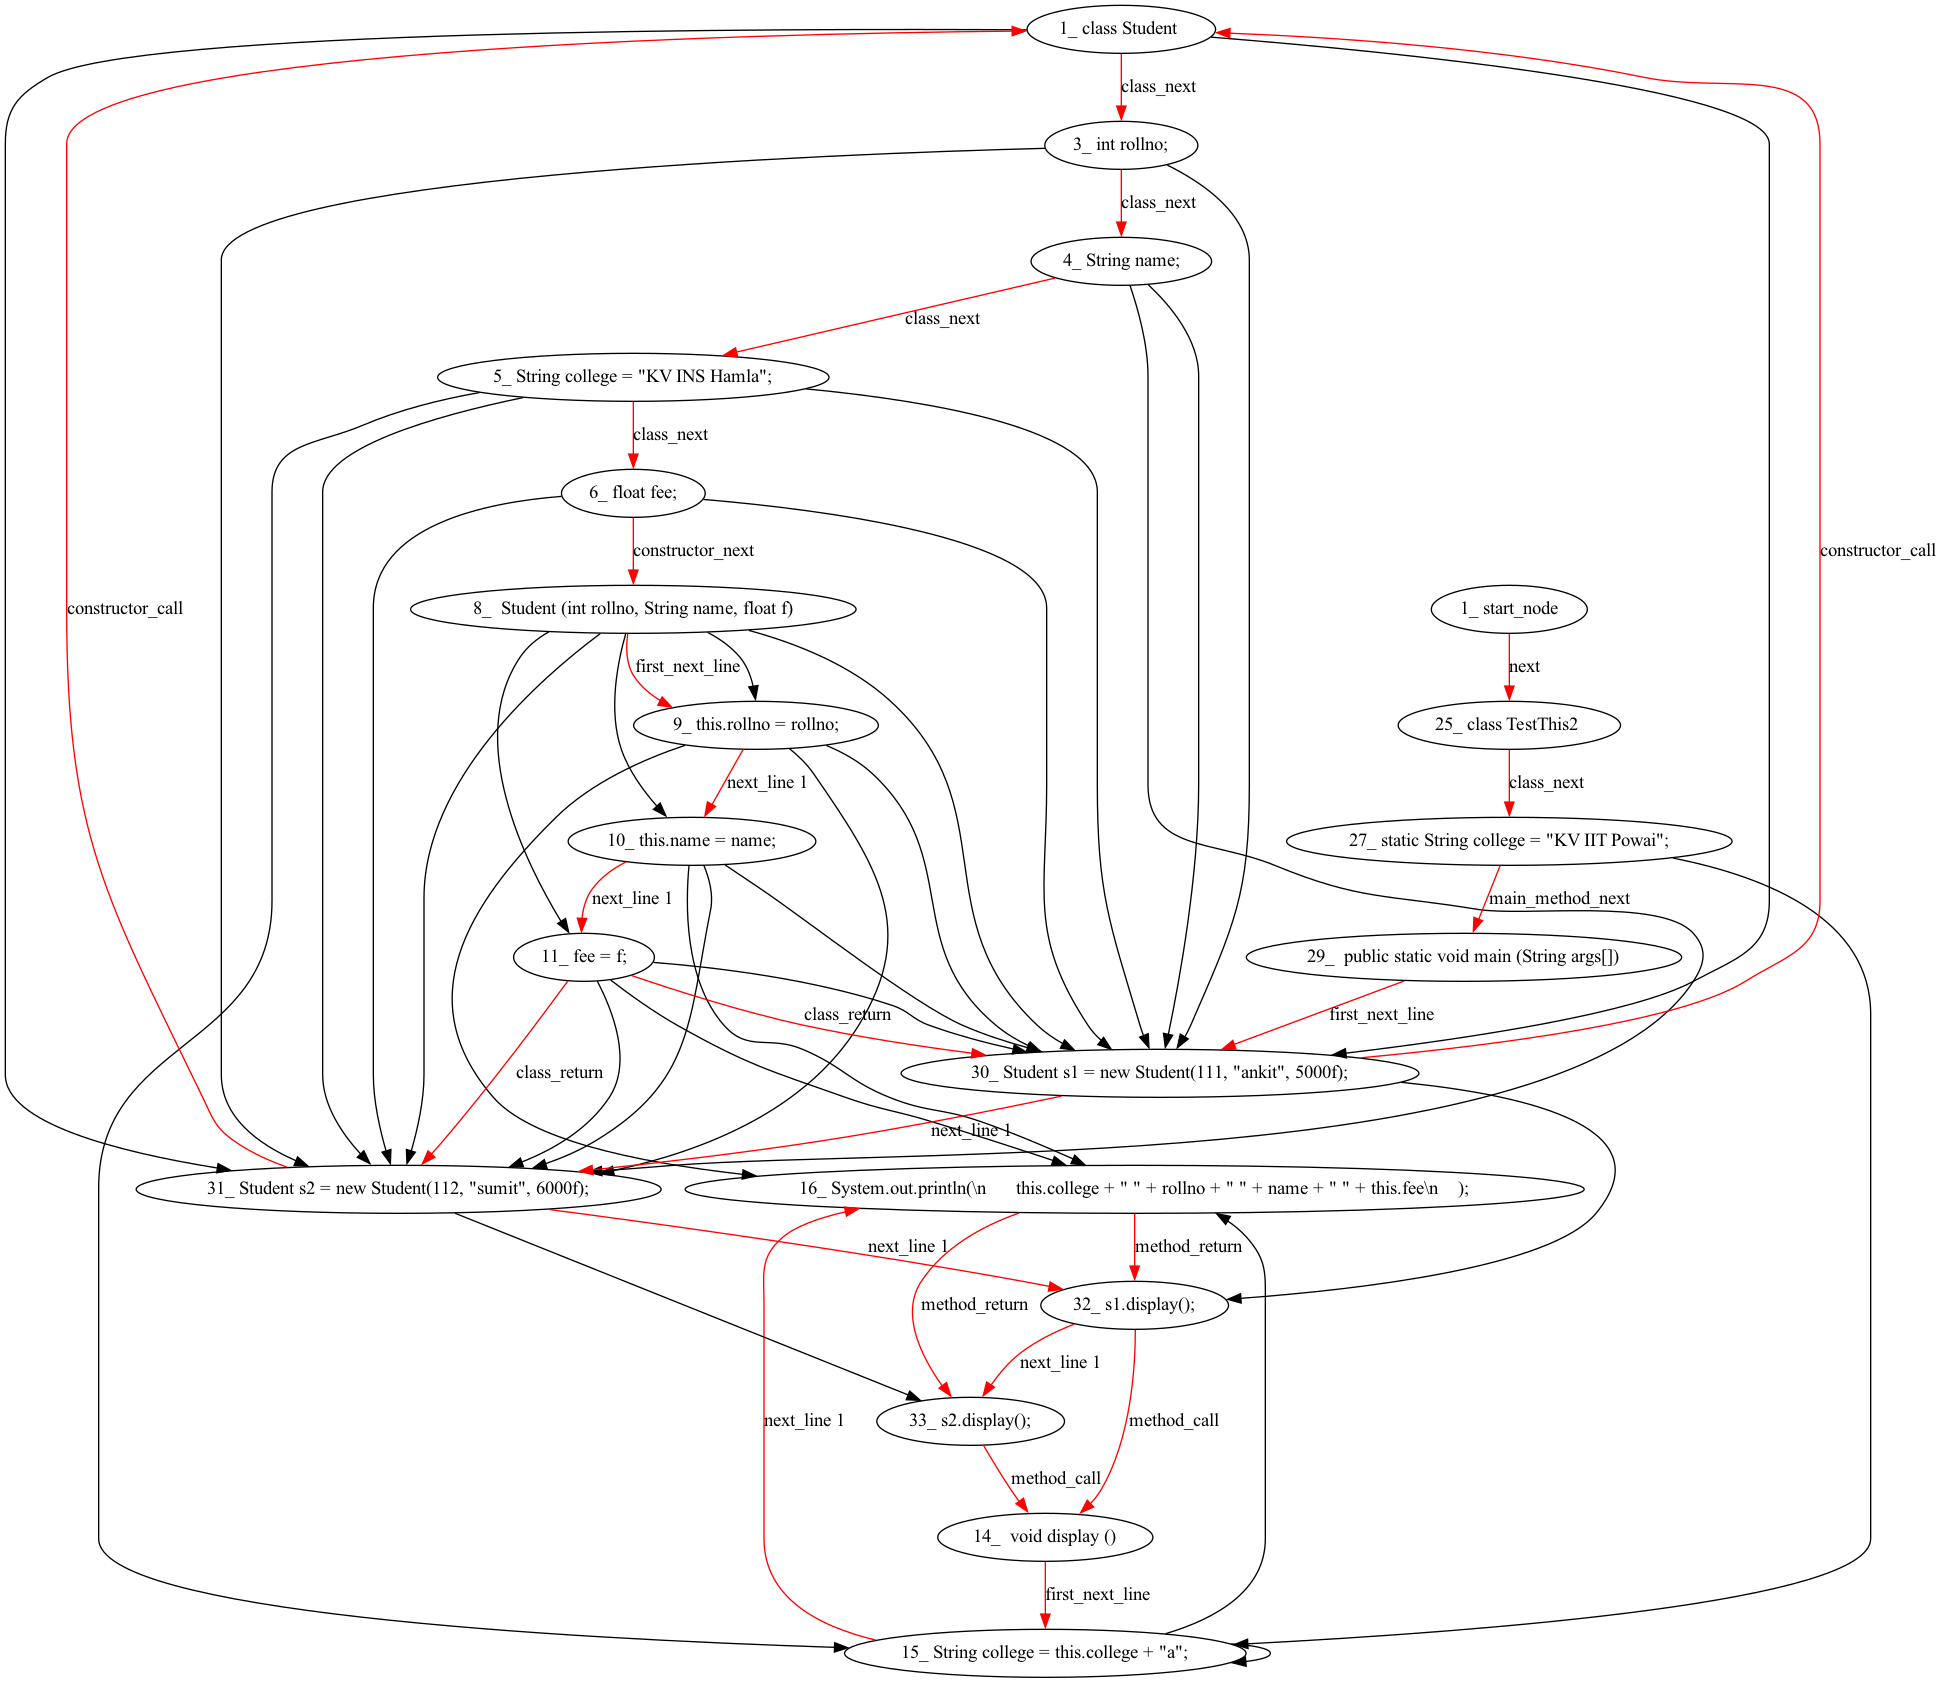 1_ class Student
class_next
3_ int rollno;
class_next
4_ String name;
class_next
5_ String college = "KV INS Hamla";
class_next
6_ float fee;
constructor_next
constructor_call
constructor_call
8_  Student (int rollno, String name, float f)
1_ start_node
first_next_line
next
9_ this.rollno = rollno;
25_ class TestThis2
next_line 1
class_next
10_ this.name = name;
27_ static String college = "KV IIT Powai";
next_line 1
main_method_next
11_ fee = f;
29_  public static void main (String args[])
class_return
first_next_line
class_return
30_ Student s1 = new Student(111, "ankit", 5000f);
next_line 1
31_ Student s2 = new Student(112, "sumit", 6000f);
16_ System.out.println(\n      this.college + " " + rollno + " " + name + " " + this.fee\n    );
next_line 1
method_return
method_return
32_ s1.display();
next_line 1
33_ s2.display();
next_line 1
method_call
method_call
14_  void display ()
first_next_line
15_ String college = this.college + "a";